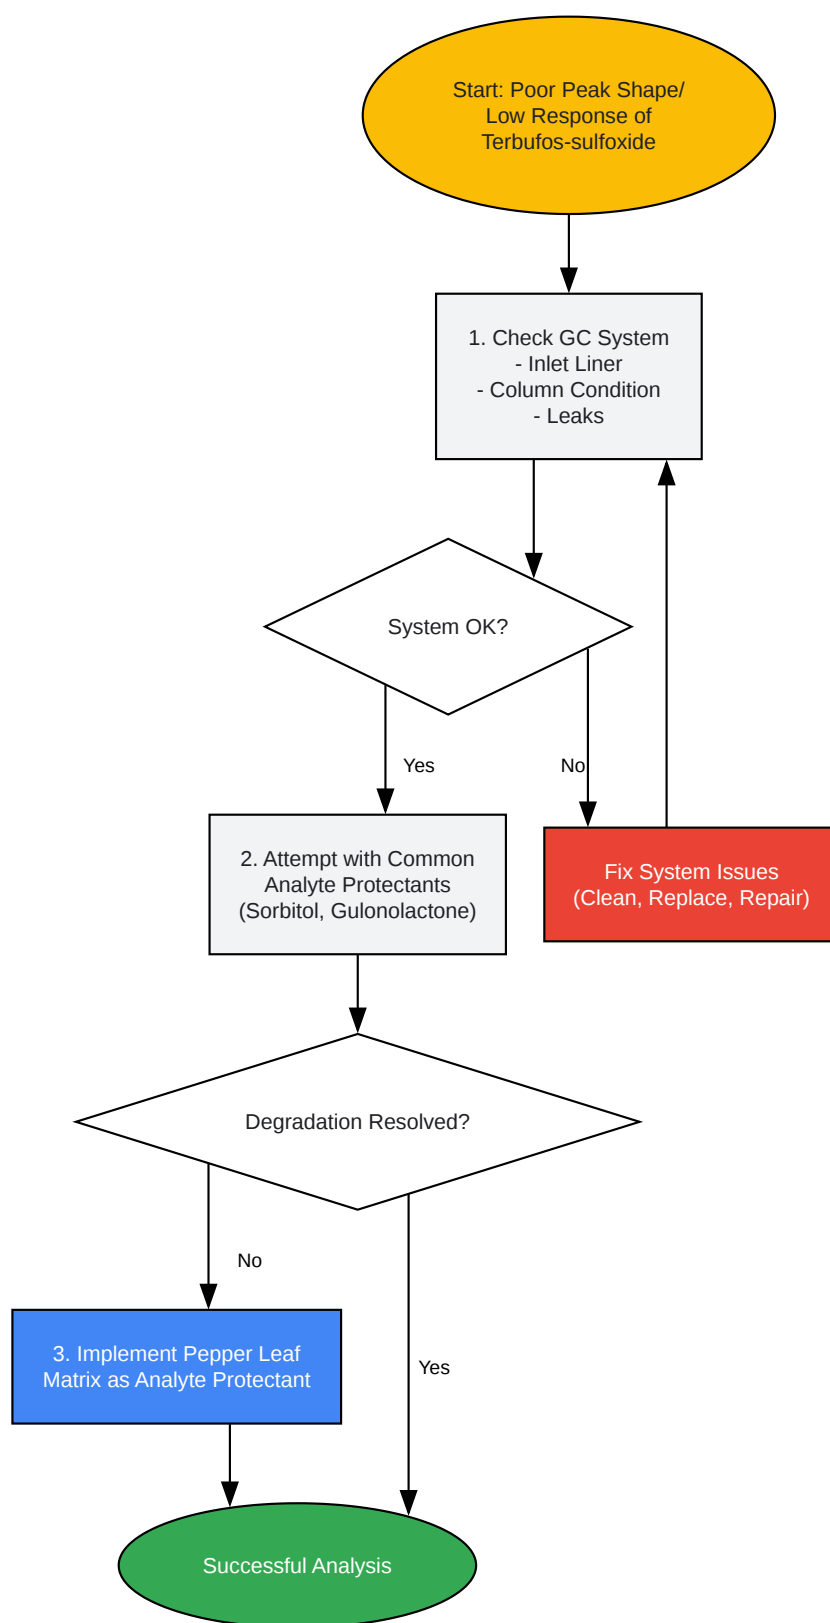 Start: Poor Peak Shape/
Low Response of
Terbufos-sulfoxide
1. Check GC System
- Inlet Liner
- Column Condition
- Leaks
System OK?
Yes
No
2. Attempt with Common
Analyte Protectants
(Sorbitol, Gulonolactone)
Fix System Issues
(Clean, Replace, Repair)
Degradation Resolved?
No
3. Implement Pepper Leaf
Matrix as Analyte Protectant
Yes
Successful Analysis